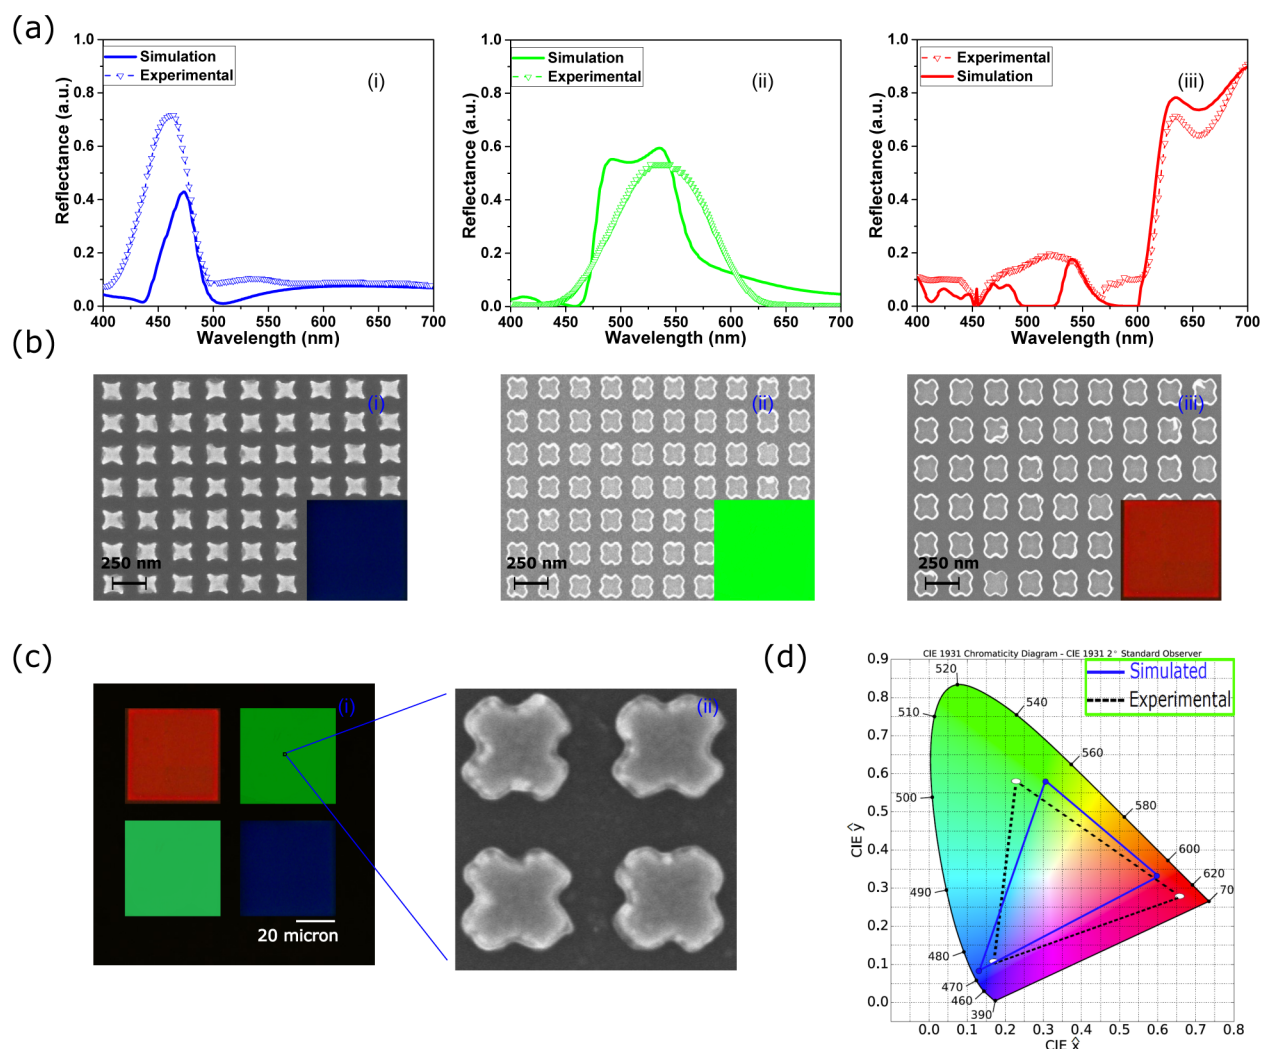 (a)
1.0
0.8
0.6
0.4
0.2
0.0
Reflectance (a.u.)
Simulation
Experimental
(i)
400 450 500 550 600 650 700
Wavelength (nm)
1.0
0.8
0.6
0.4
0.2
0.0
Reflectance (a.u.)
Simulation
Experimental
(ii)
400 450 500 550 600 650 700
Wavelength (nm)
1.0
0.8
0.6
0.4
0.2
0.0
Reflectance (a.u.)
Experimental
Simulation
(iii)
400 450 500 550 600 650 700
Wavelength (nm)
(b)
(i)
250 nm
(ii)
250 nm
(iii)
250 nm
(c)
(i)
20 micron
(ii)
(d)
CIE 1931 Chromaticity Diagram - CIE 1931 2° Standard Observer
Simulated
Experimental
0.9
0.8
0.7
0.6
0.5
0.4
0.3
0.2
0.1
0.0
CIE ŷ
520
540
510
560
580
500
600
620
490
70
480
470
460
390
0.0 0.1 0.2 0.3 0.4 0.5 0.6 0.7 0.8
CIE x̂